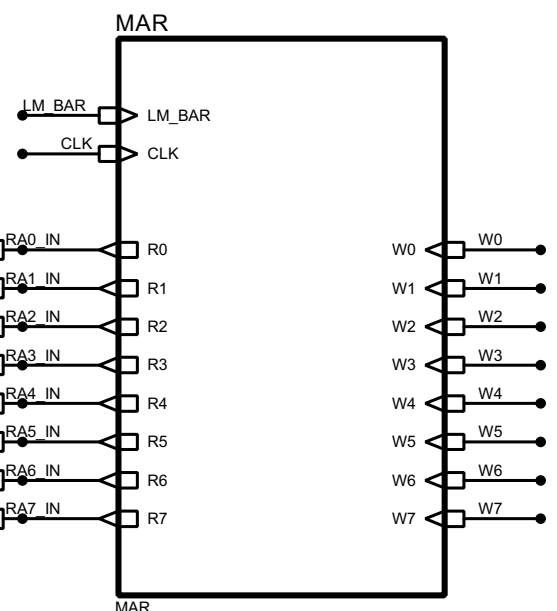 MAR
LM_BAR LM_BAR
CLK CLK
RA0_IN R0 W0 W0
RA1_IN R1 W1 W1
RA2_IN R2 W2 W2
RA3_IN R3 W3 W3
RA4_IN R4 W4 W4
RA5_IN R5 W5 W5
RA6_IN R6 W6 W6
RA7_IN R7 W7 W7
MAR